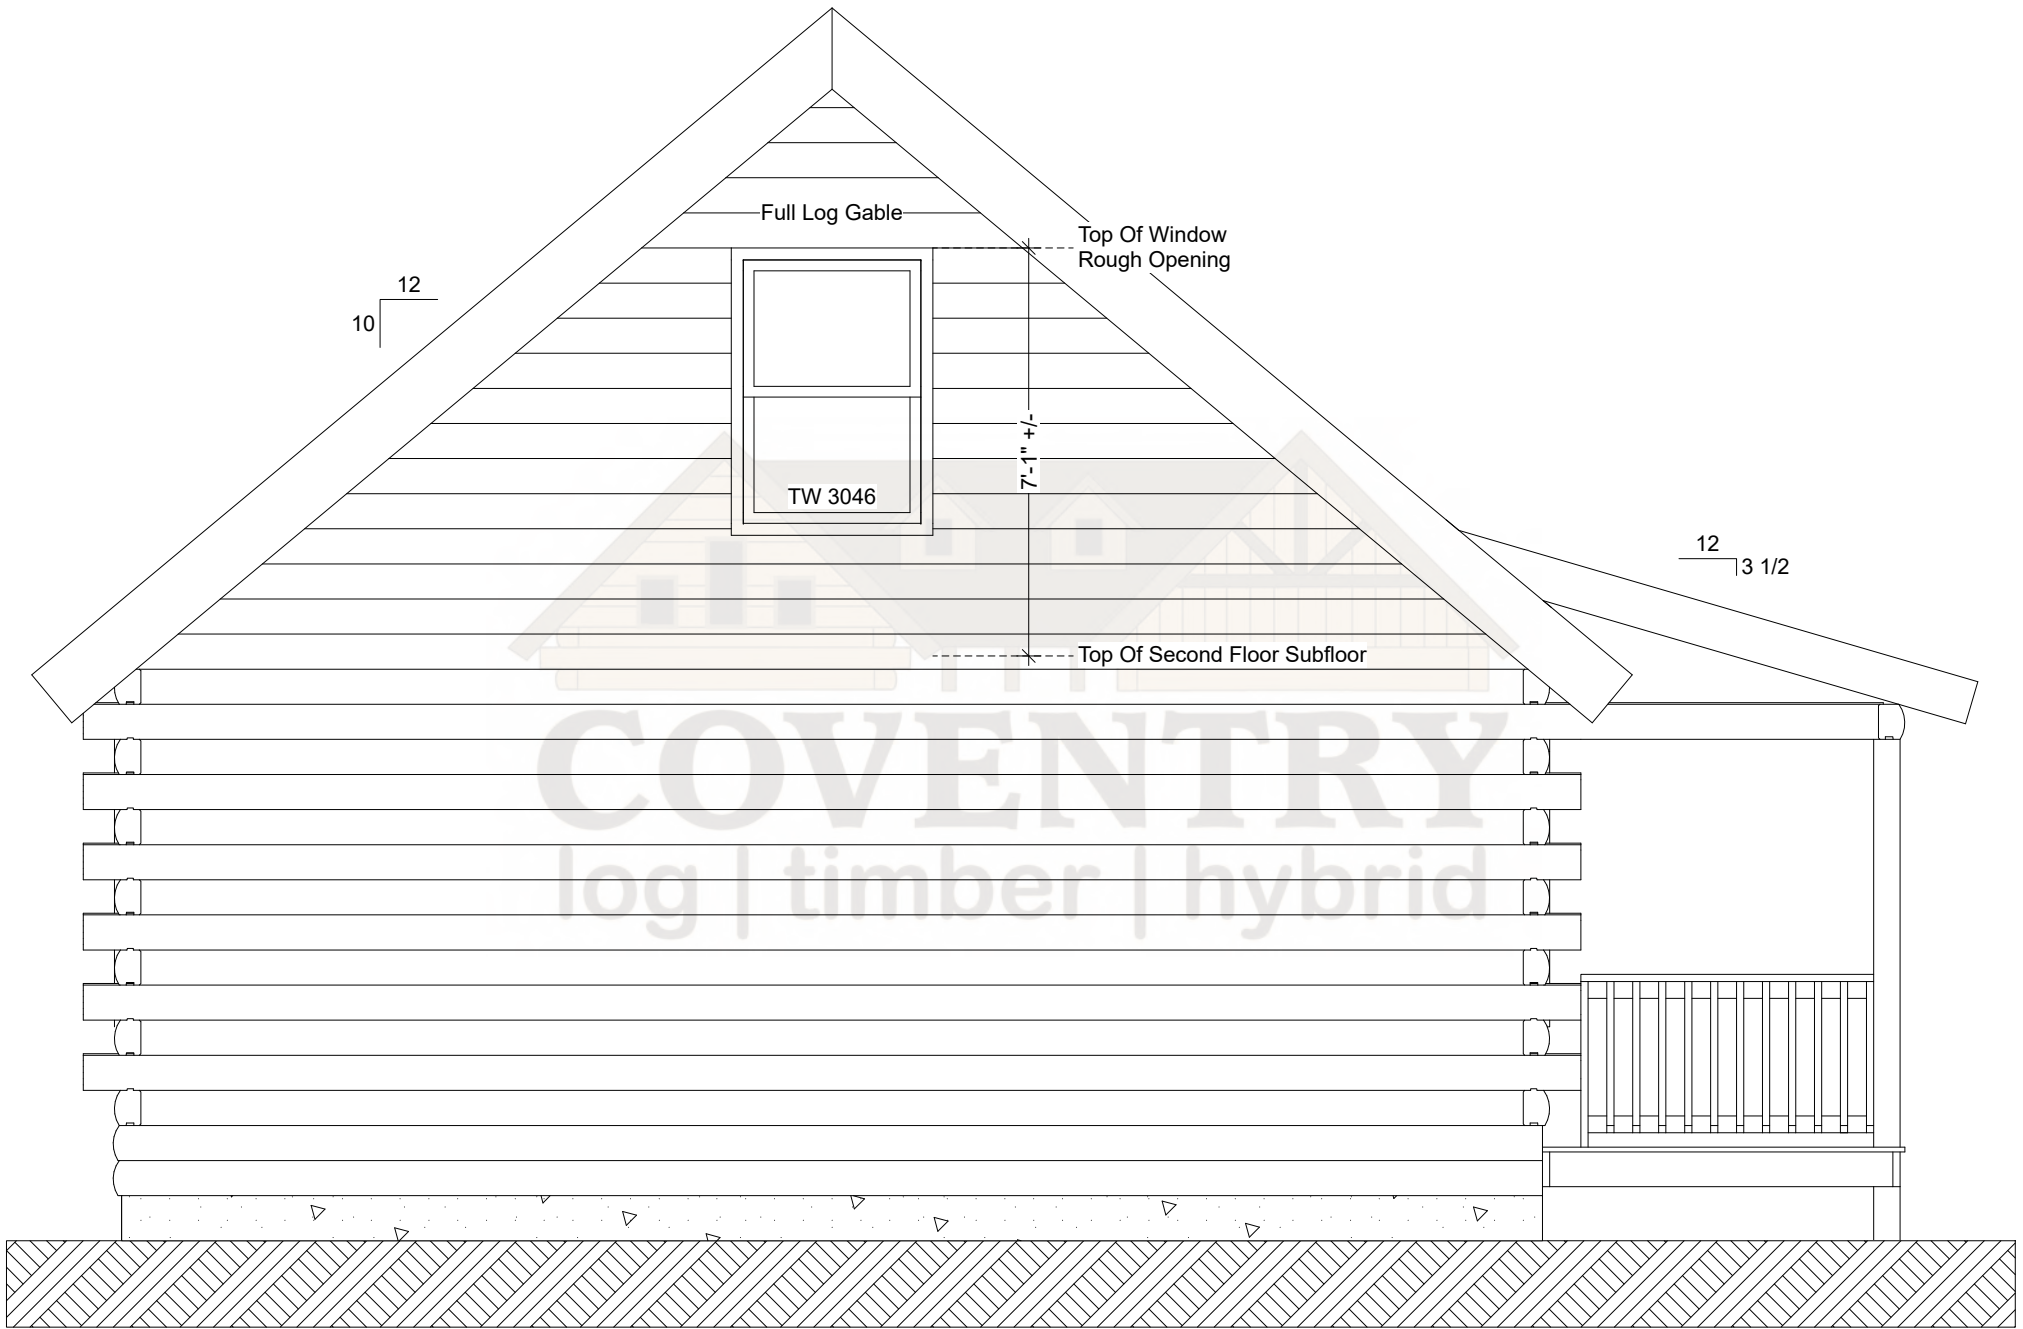 Full Log Gable
Top Of Window
Rough Opening
12
10
7'-1" +/-
TW 3046
12
3 1/2
Top Of Second Floor Subfloor
COVENTRY
log | timber | hybrid